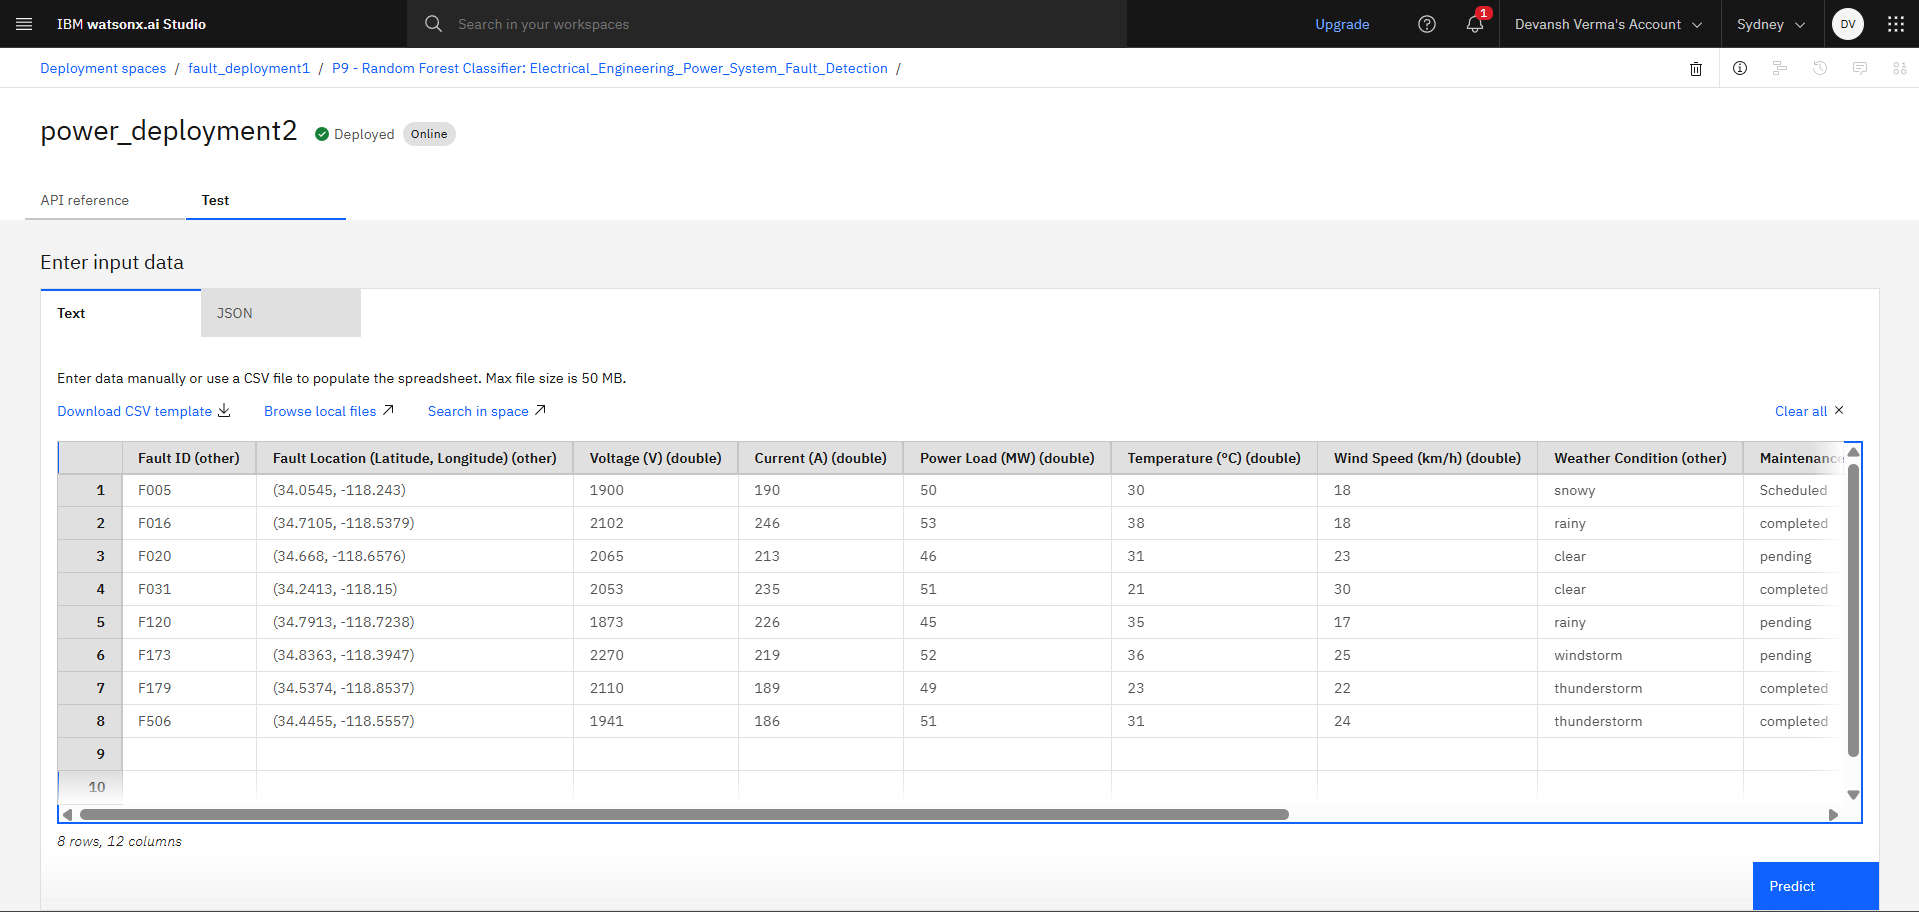 IBM watsonx.ai Studio
Search in your workspaces
Upgrade
1
Devansh Verma's Account
Sydney
DV
Deployment spaces / fault_deployment1 / P9 - Random Forest Classifier: Electrical_Engineering_Power_System_Fault_Detection /
power_deployment2
Deployed
Online
API reference
Test
Enter input data
Text
JSON
Enter data manually or use a CSV file to populate the spreadsheet. Max file size is 50 MB.
Download CSV template
Browse local files
Search in space
Clear all
Fault ID (other) Fault Location (Latitude, Longitude) (other) Voltage (V) (double) Current (A) (double) Power Load (MW) (double) Temperature (°C) (double) Wind Speed (km/h) (double) Weather Condition (other) Maintenanc
1 F005 (34.0545, -118.243) 1900 190 50 30 18 snowy Scheduled
2 F016 (34.7105, -118.5379) 2102 246 53 38 18 rainy completed
3 F020 (34.668, -118.6576) 2065 213 46 31 23 clear pending
4 F031 (34.2413, -118.15) 2053 235 51 21 30 clear completed
5 F120 (34.7913, -118.7238) 1873 226 45 35 17 rainy pending
6 F173 (34.8363, -118.3947) 2270 219 52 36 25 windstorm pending
7 F179 (34.5374, -118.8537) 2110 189 49 23 22 thunderstorm completed
8 F506 (34.4455, -118.5557) 1941 186 51 31 24 thunderstorm completed
9
10
8 rows, 12 columns
Predict